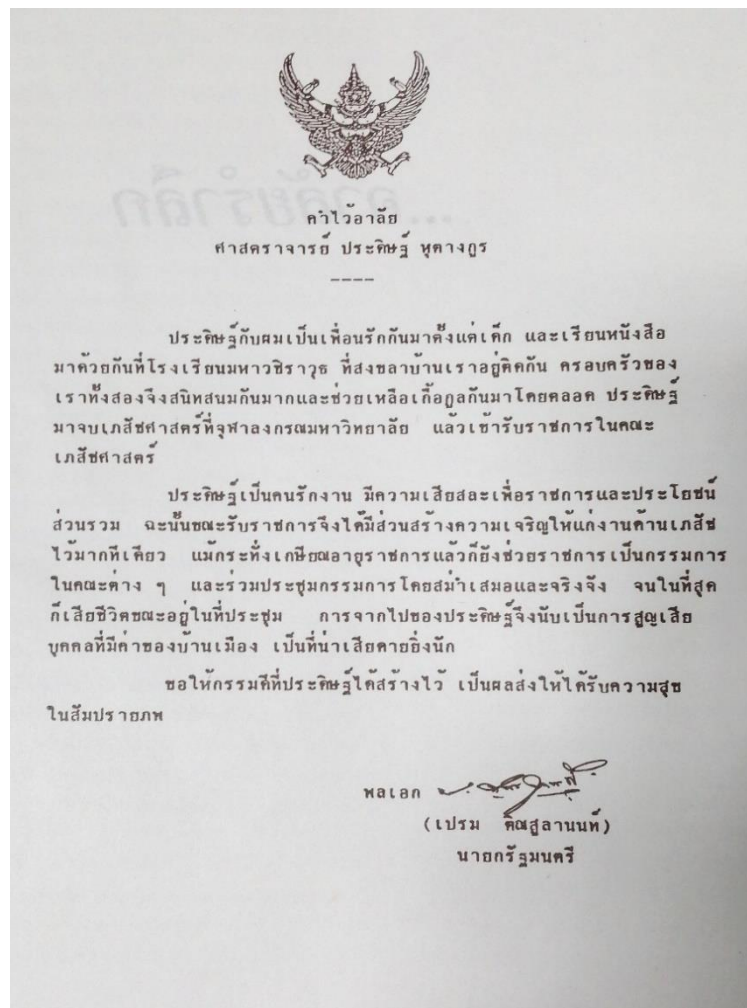 คำไว้อาลัย
ศาสตราจารย์ ประดิษฐ์ หุตางกูร
----
ประดิษฐ์กับผมเป็นเพื่อนรักกันมาตั้งแต่เด็ก และเรียนหนังสือ
มาด้วยกันที่โรงเรียนมหาวชิราวุธ ที่สงขลาบ้านเราอยู่ติดกัน ครอบครัวของ
เราทั้งสองจึงสนิทสนมกันมากและช่วยเหลือเกื้อกูลกันมาโดยตลอด ประดิษฐ์
มาจบเภสัชศาสตร์ที่จุฬาลงกรณมหาวิทยาลัย แล้วเข้ารับราชการในคณะ
เภสัชศาสตร์
ประดิษฐ์เป็นคนรักงาน มีความเสียสละเพื่อราชการและประโยชน์
ส่วนรวม ฉะนั้นขณะรับราชการจึงได้มีส่วนสร้างความเจริญให้แก่งานด้านเภสัช
ไว้มากทีเดียว แม้กระทั่งเกษียณอายุราชการแล้วก็ยังช่วยราชการเป็นกรรมการ
ในคณะต่าง ๆ และร่วมประชุมกรรมการโดยสม่ำเสมอและจริงจัง จนในที่สุด
ก็เสียชีวิตขณะอยู่ในที่ประชุม การจากไปของประดิษฐ์จึงนับเป็นการสูญเสีย
บุคคลที่มีค่าของบ้านเมือง เป็นที่น่าเสียดายยิ่งนัก
ขอให้กรรมดีที่ประดิษฐ์ได้สร้างไว้ เป็นผลส่งให้ได้รับความสุข
ในสัมปรายภพ
พลเอก
(เปรม ติณสูลานนท์)
นายกรัฐมนตรี